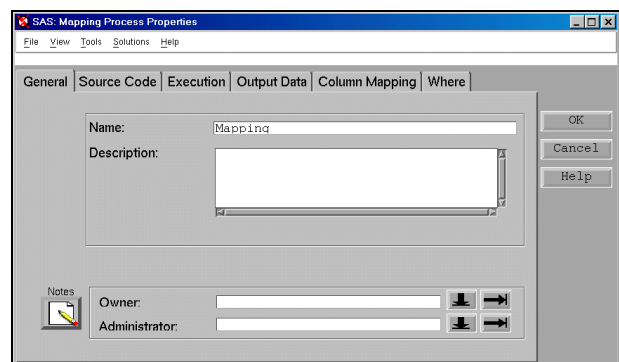 SAS: Mapping Process Properties
File View Tools Solutions Help
General Source Code Execution Output Data Column Mapping Where
Name: Mapping
Description:
OK
Cancel
Help
Notes
Owner:
Administrator: